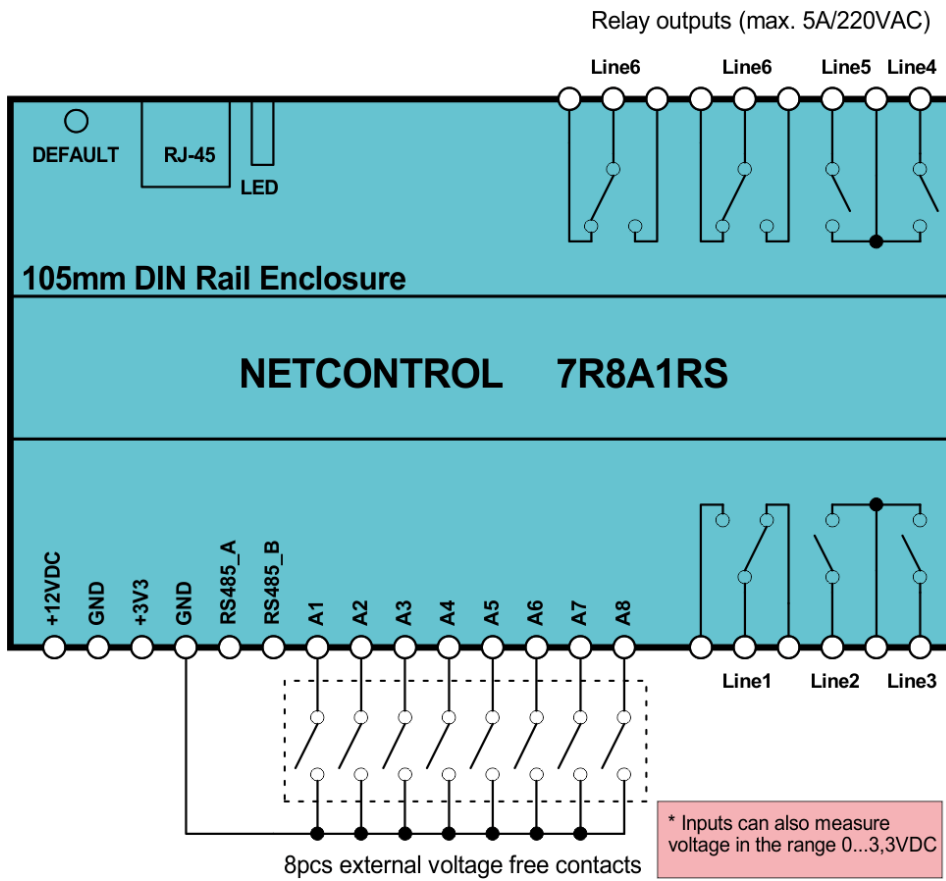 Relay outputs (max. 5A/220VAC)
Line6 Line6 Line5 Line4
DEFAULT RJ-45
LED
105mm DIN Rail Enclosure
NETCONTROL 7R8A1RS
+12VDC GND +3V3 GND RS485_A RS485_B A1 A2 A3 A4 A5 A6 A7 A8
Line1 Line2 Line3
* Inputs can also measure
voltage in the range 0...3,3VDC
8pcs external voltage free contacts